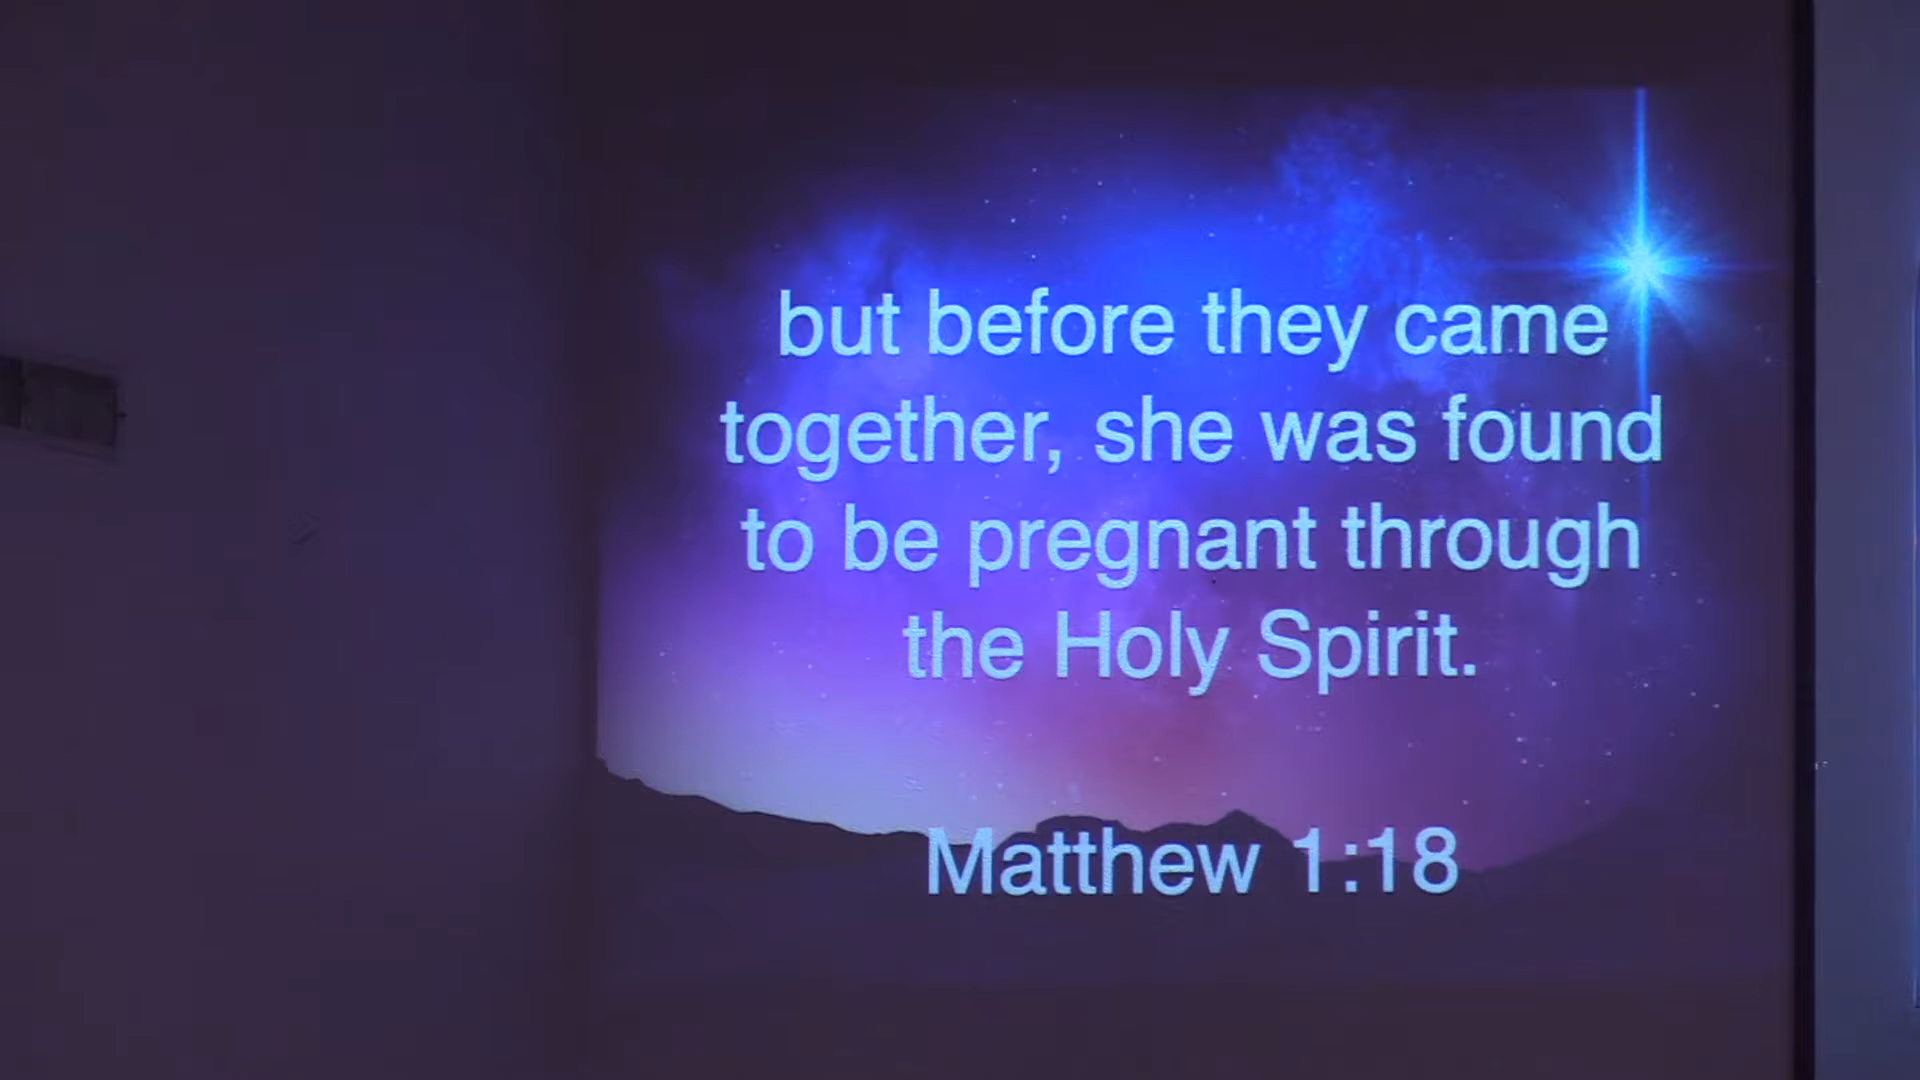 but before they came
together, she was found
to be pregnant through
the Holy Spirit.
Matthew 1:18